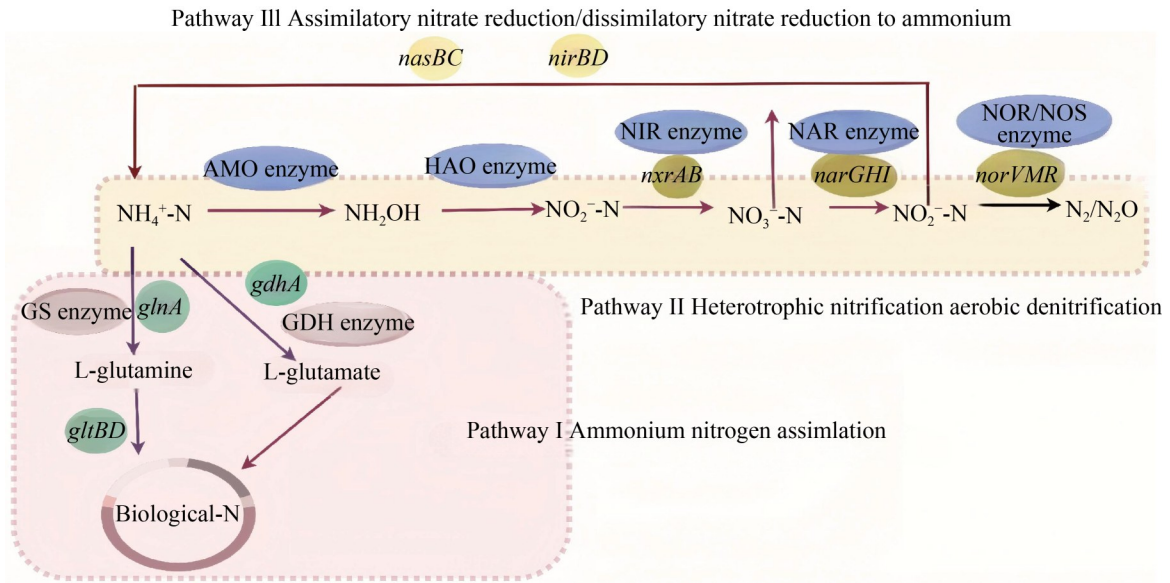 Pathway Ill Assimilatory nitrate reduction/dissimilatory nitrate reduction to ammonium
nasBC
nirBD
AMO enzyme
HAO enzyme
NIR enzyme
nxrAB
NAR enzyme
narGHI
NOR/NOS
enzyme
norVMR
NH₄⁺-N
NH₂OH
NO₂⁻-N
NO₃⁻-N
NO₂⁻-N
N₂/N₂O
Pathway II Heterotrophic nitrification aerobic denitrification
GS enzyme
glnA
gdhA
GDH enzyme
L-glutamine
L-glutamate
gltBD
Pathway I Ammonium nitrogen assimlation
Biological-N